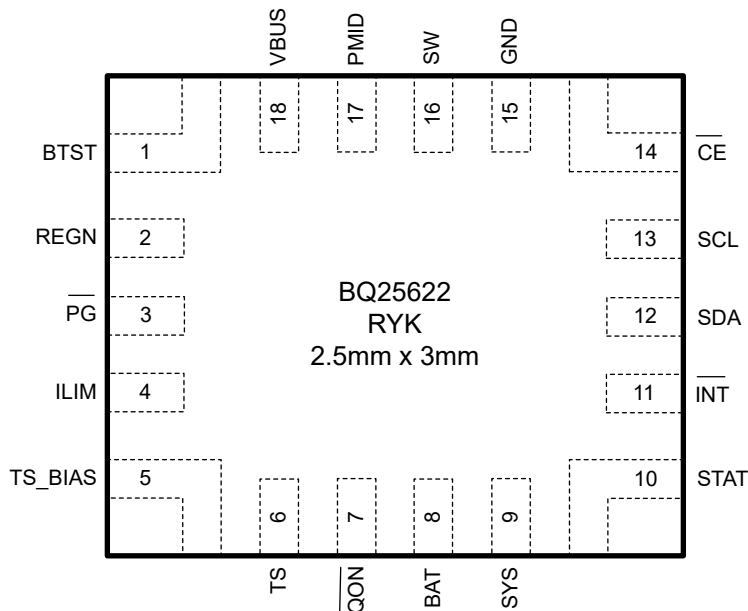 VBUS
PMID
SW
GND
18
17
16
15
BTST
1
14
CE
REGN
2
13
SCL
PG
3
12
SDA
ILIM
4
11
INT
TS_BIAS
5
10
STAT
BQ25622
RYK
2.5mm x 3mm
6
7
8
9
TS
QON
BAT
SYS